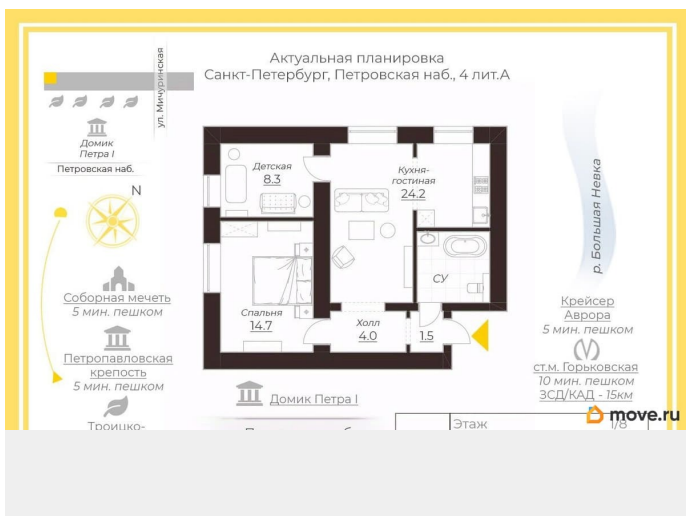 Актуальная планировка
Санкт-Петербург, Петровская наб., 4 лит.А
ул. Мичуринская
Домик
Петра I
Петровская наб.
N
Соборная мечеть
5 мин. пешком
Петропавловская
крепость
5 мин. пешком
Троицко-
Детская
8.3
Кухня-
гостиная
24.2
Спальня
14.7
Холл
4.0
СУ
1.5
Домик Петра I
р. Большая Невка
Крейсер
Аврора
5 мин. пешком
ст.м. Горьковская
10 мин. пешком
ЗСД/КАД - 15км
move.ru
Этаж
1/8